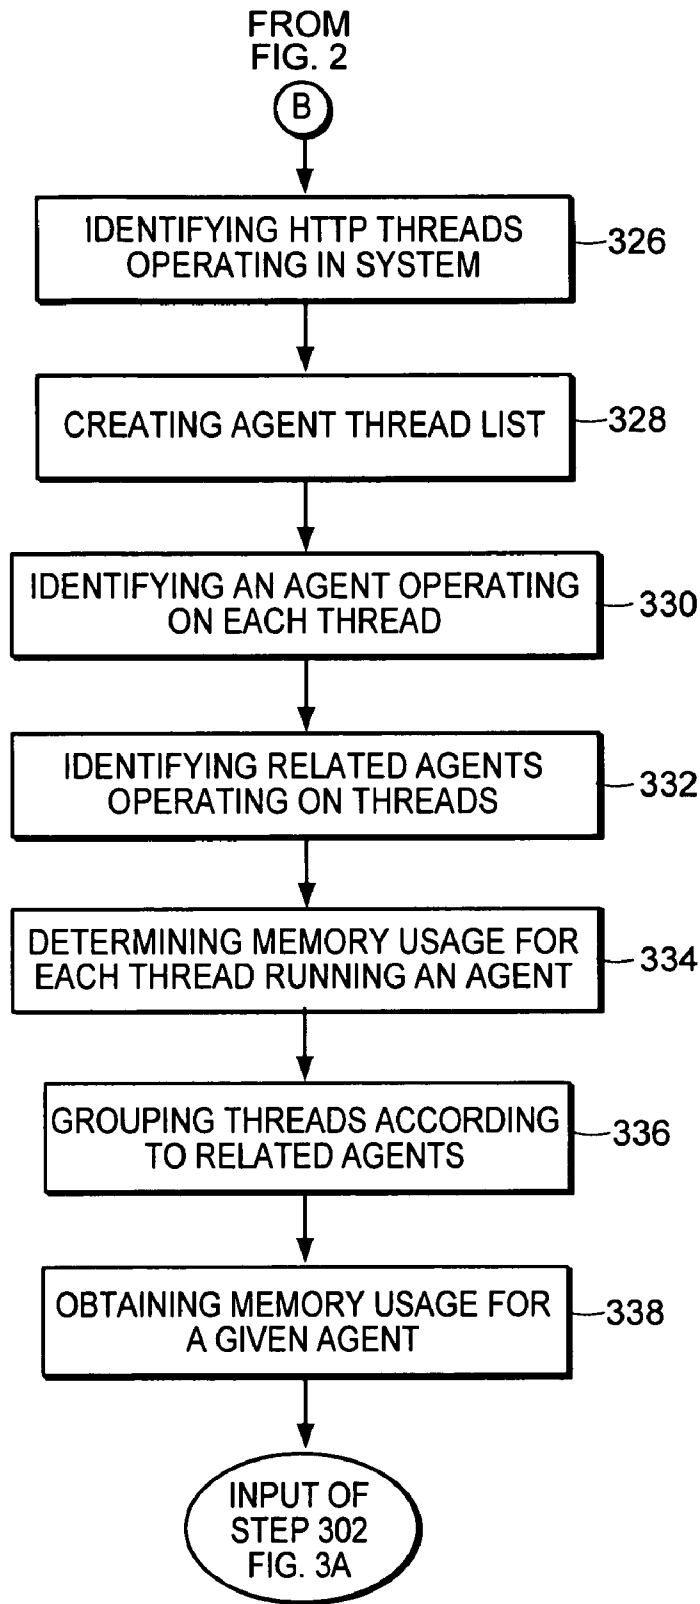 FROM
FIG. 2
B
IDENTIFYING HTTP THREADS
OPERATING IN SYSTEM
326
CREATING AGENT THREAD LIST
328
IDENTIFYING AN AGENT OPERATING
ON EACH THREAD
330
IDENTIFYING RELATED AGENTS
OPERATING ON THREADS
332
DETERMINING MEMORY USAGE FOR
EACH THREAD RUNNING AN AGENT
334
GROUPING THREADS ACCORDING
TO RELATED AGENTS
336
OBTAINING MEMORY USAGE FOR
A GIVEN AGENT
338
INPUT OF
STEP 302
FIG. 3A